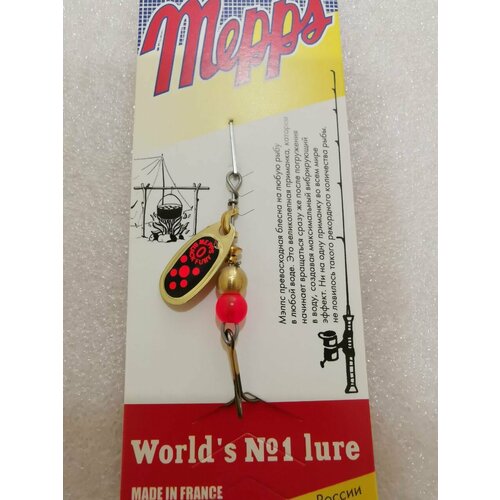 Mepps
Мэппс превосходная блесна на любую рыбу
в любой воде. Это великолепная приманка, которая
начинает вращаться сразу же после погружения
в воду, создавая максимальный вибрирующий
эффект. Ни на одну приманку во всем мире
не ловилось такого рекордного количества рыбы.
World's №1 lure
MADE IN FRANCE
России